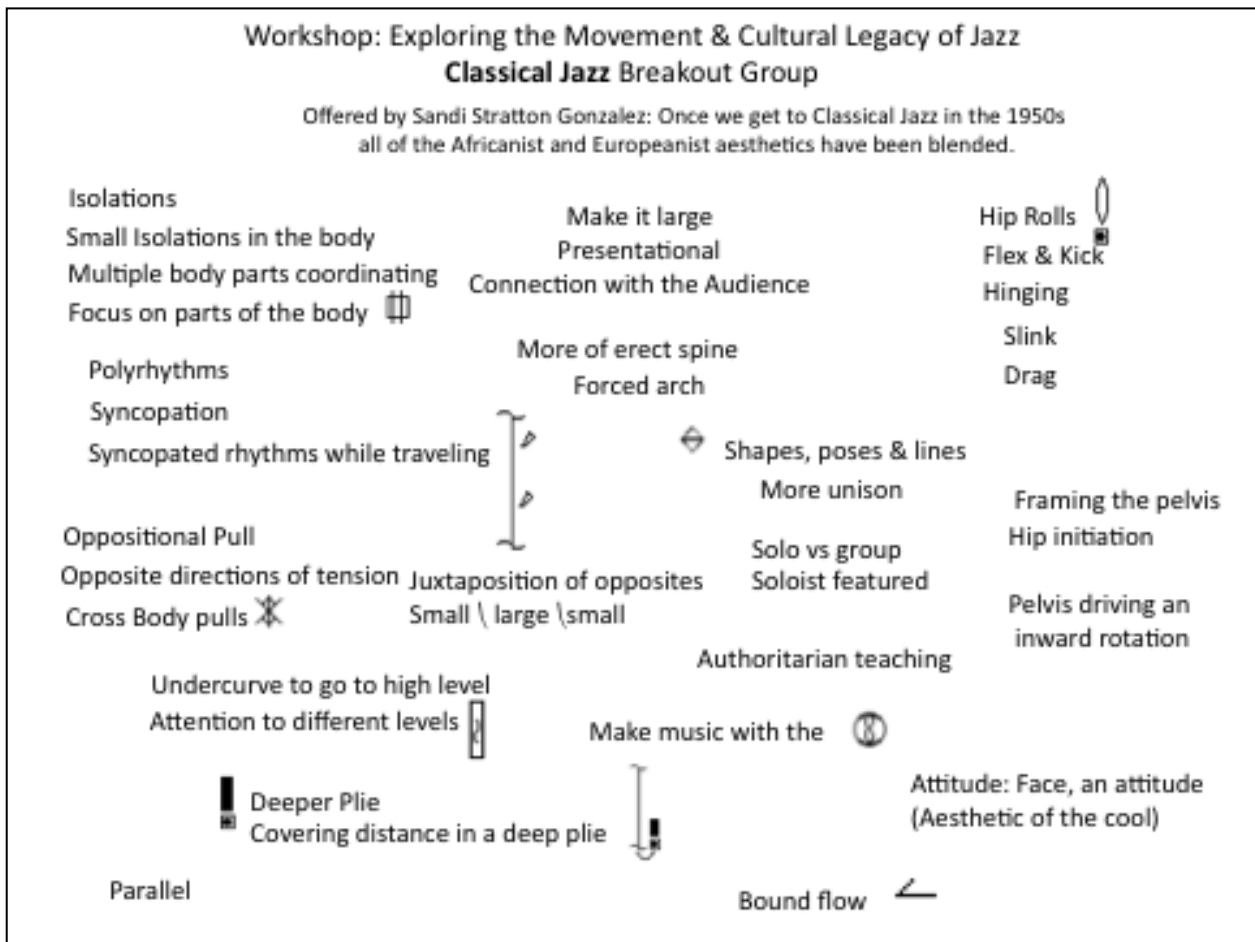 Workshop: Exploring the Movement & Cultural Legacy of Jazz
Classical Jazz Breakout Group
Offered by Sandi Stratton Gonzalez: Once we get to Classical Jazz in the 1950s
all of the Africanist and Europeanist aesthetics have been blended.
Isolations
Small Isolations in the body
Multiple body parts coordinating
Focus on parts of the body
Make it large
Presentational
Connection with the Audience
Hip Rolls
Flex & Kick
Hinging
Slink
Drag
More of erect spine
Forced arch
Polyrhythms
Syncopation
Syncopated rhythms while traveling
Shapes, poses & lines
More unison
Framing the pelvis
Hip initiation
Oppositional Pull
Opposite directions of tension
Cross Body pulls
Juxtaposition of opposites
Small \ large \small
Solo vs group
Soloist featured
Pelvis driving an
inward rotation
Authoritarian teaching
Undercurve to go to high level
Attention to different levels
Make music with the
Deeper Plie
Covering distance in a deep plie
Attitude: Face, an attitude
(Aesthetic of the cool)
Parallel
Bound flow